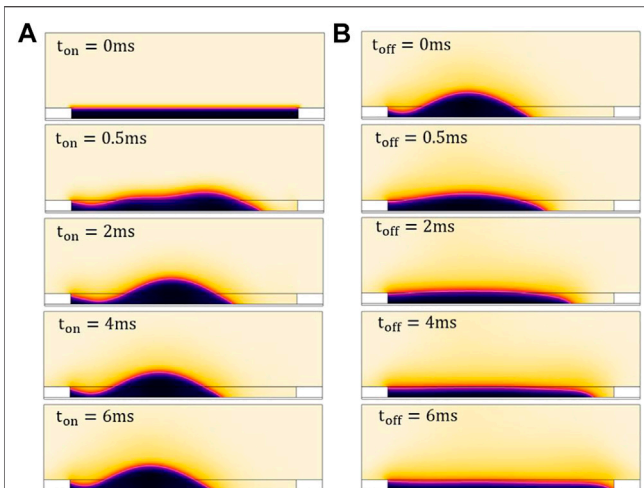 A
B
t_on = 0ms
t_on = 0.5ms
t_on = 2ms
t_on = 4ms
t_on = 6ms
t_off = 0ms
t_off = 0.5ms
t_off = 2ms
t_off = 4ms
t_off = 6ms